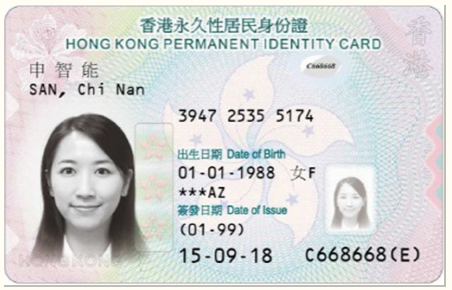 香港永久性居民身份證
HONG KONG PERMANENT IDENTITY CARD
申智能
SAN, Chi Nan
C668668
香港
3947 2535 5174
出生日期 Date of Birth
01-01-1988 女F
***AZ
簽發日期 Date of Issue
(01-99)
15-09-18 C668668(E)
HONG KONG